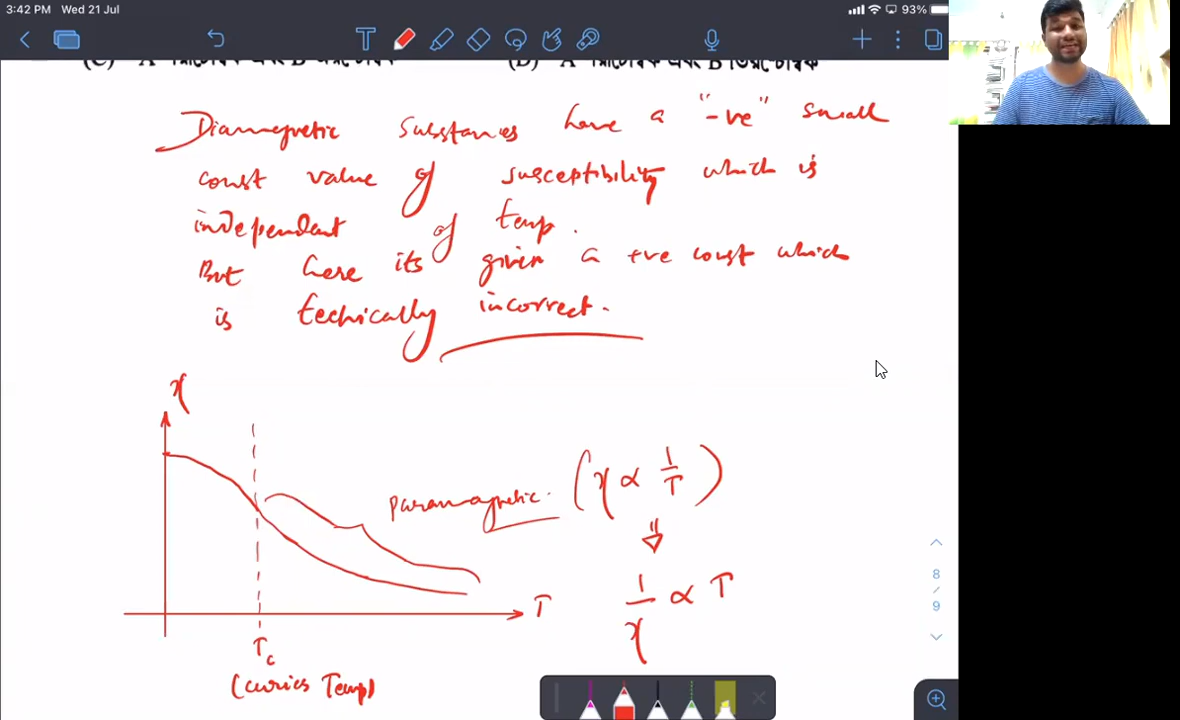 3:42 PM Wed 21 Jul
93%
Diamagnetic Substances have a "-ve" small
const value of susceptibility which is
independent of temp.
But here its given a +ve const which
is techically incorrect.
χ
paramagnetic. (χ ∝ 1/T)
⇓
1/χ ∝ T
T
Tc
(curies Temp)
8
/
9